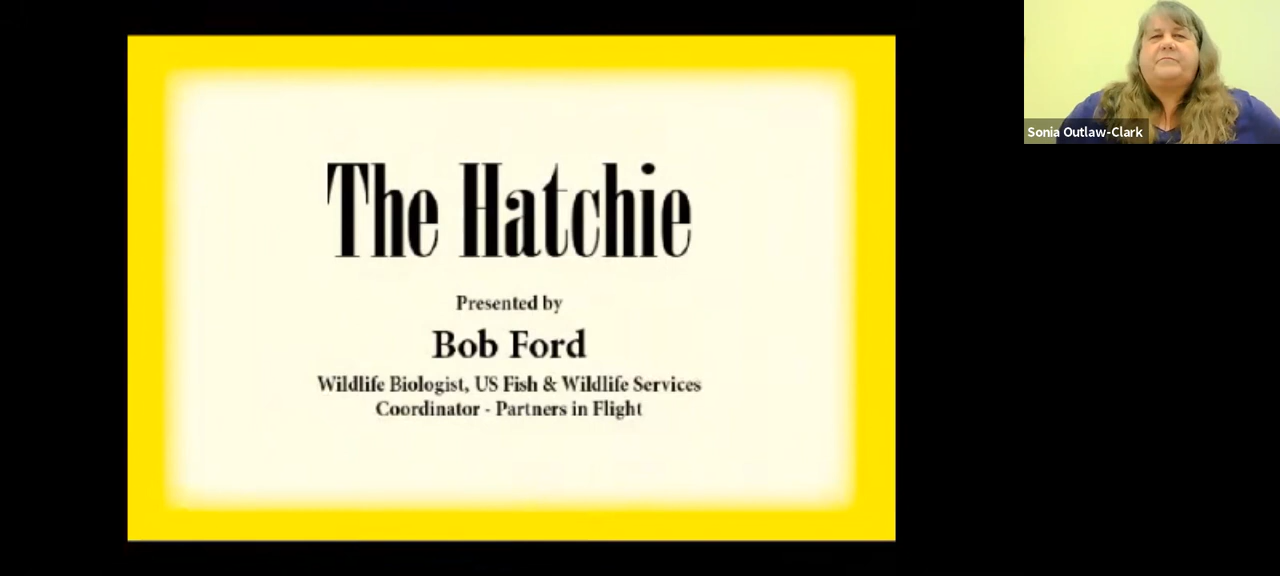 The Hatchie
Presented by
Bob Ford
Wildlife Biologist, US Fish & Wildlife Services
Coordinator - Partners in Flight
Sonia Outlaw-Clark